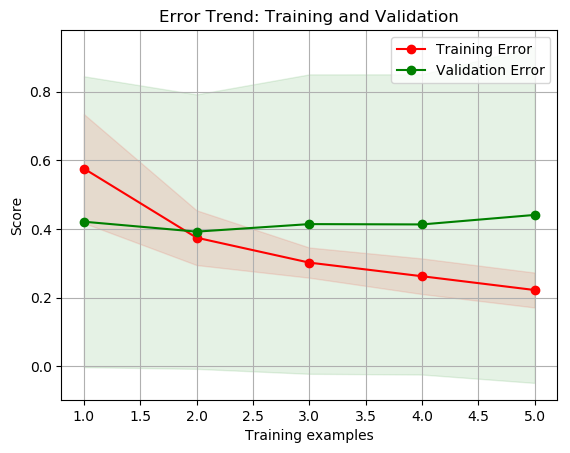 Error Trend: Training and Validation
Training Error
Validation Error
Score
0.8
0.6
0.4
0.2
0.0
1.0 1.5 2.0 2.5 3.0 3.5 4.0 4.5 5.0
Training examples